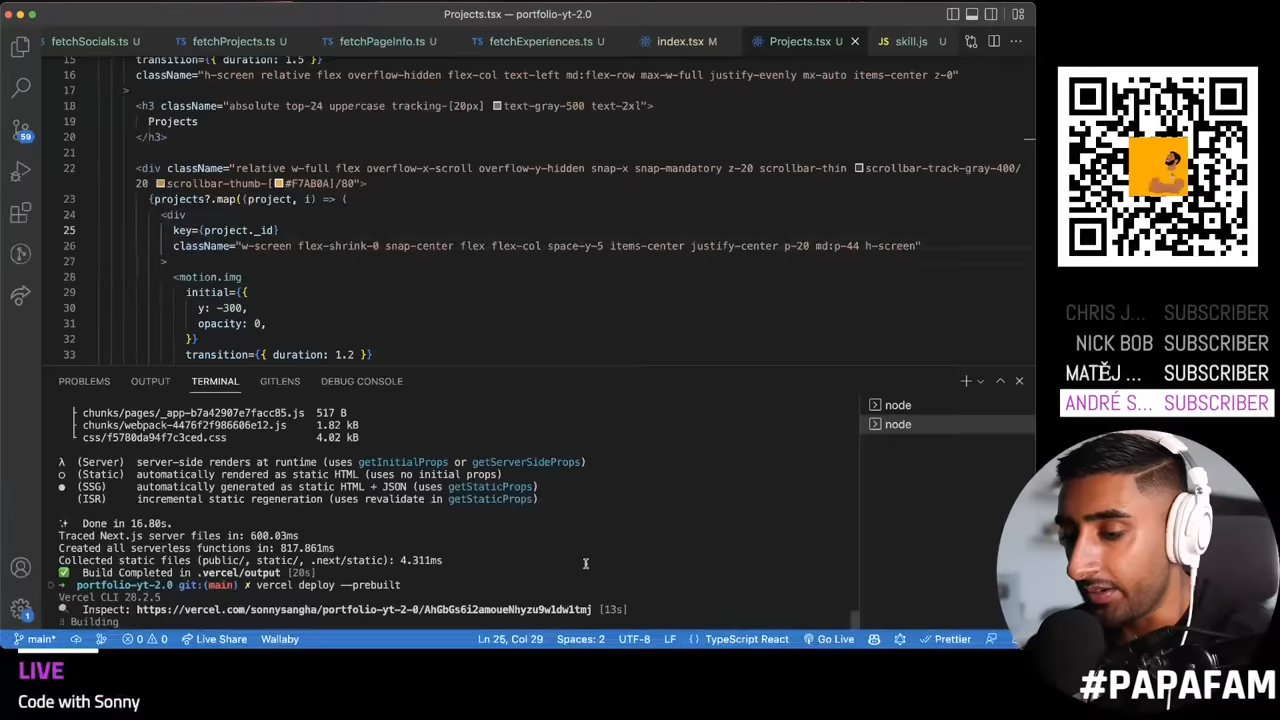 Projects.tsx — portfolio-yt-2.0
fetchSocials.ts U
TS fetchProjects.ts U
TS fetchPageInfo.ts U
TS fetchExperiences.ts U
index.tsx M
Projects.tsx U
JS skill.js U
15 transition={{ duration: 1.5 }}
16 className="h-screen relative flex overflow-hidden flex-col text-left md:flex-row max-w-full justify-evenly mx-auto items-center z-0"
17 >
18 <h3 className="absolute top-24 uppercase tracking-[20px] text-gray-500 text-2xl">
19 Projects
20 </h3>
21
22 <div className="relative w-full flex overflow-x-scroll overflow-y-hidden snap-x snap-mandatory z-20 scrollbar-thin scrollbar-track-gray-400/
20 scrollbar-thumb-[#F7AB0A]/80">
23 {projects?.map((project, i) => (
24 <div
25 key={project._id}
26 className="w-screen flex-shrink-0 snap-center flex flex-col space-y-5 items-center justify-center p-20 md:p-44 h-screen"
27 >
28 <motion.img
29 initial={{
30 y: -300,
31 opacity: 0,
32 }}
33 transition={{ duration: 1.2 }}
59
PROBLEMS OUTPUT TERMINAL GITLENS DEBUG CONSOLE
├ chunks/pages/_app-b7a42907e7facc85.js 517 B
├ chunks/webpack-4476f2f986606e12.js 1.82 kB
└ css/f5780da94f7c3ced.css 4.02 kB
λ (Server) server-side renders at runtime (uses getInitialProps or getServerSideProps)
○ (Static) automatically rendered as static HTML (uses no initial props)
● (SSG) automatically generated as static HTML + JSON (uses getStaticProps)
(ISR) incremental static regeneration (uses revalidate in getStaticProps)
✨ Done in 16.80s.
Traced Next.js server files in: 600.03ms
Created all serverless functions in: 817.861ms
Collected static files (public/, static/, .next/static): 4.311ms
✅ Build Completed in .vercel/output [20s]
➜ portfolio-yt-2.0 git:(main) ✗ vercel deploy --prebuilt
Vercel CLI 28.2.5
🔍 Inspect: https://vercel.com/sonnysangha/portfolio-yt-2-0/AhGbGs6i2amoueNhyzu9w1dw1tmj [13s]
Building
node
node
main* 0 0 Live Share Wallaby Ln 25, Col 29 Spaces: 2 UTF-8 LF TypeScript React Go Live Prettier
1
CHRIS J... SUBSCRIBER
NICK BOB SUBSCRIBER
MATĚJ ... SUBSCRIBER
ANDRÉ S... SUBSCRIBER
LIVE
Code with Sonny
#PAPAFAM